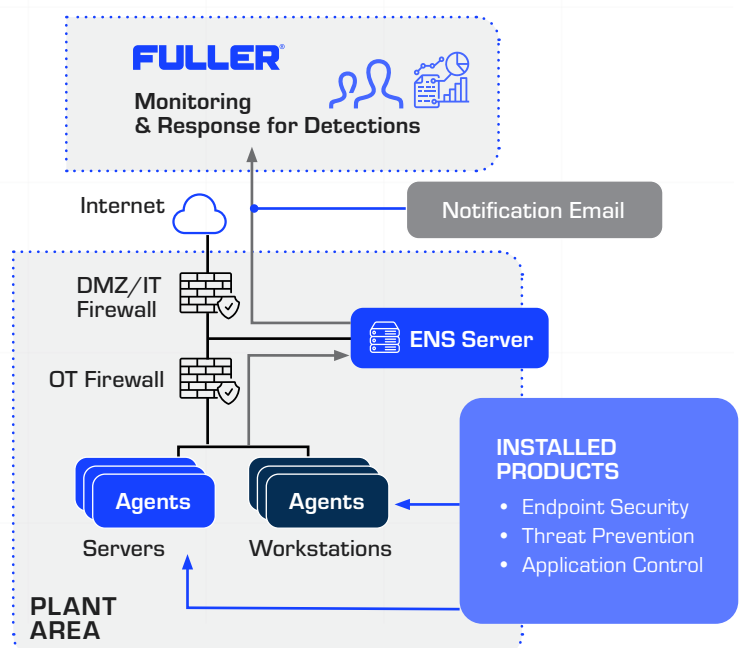 FULLER®
Monitoring
& Response for Detections
Internet
Notification Email
DMZ/IT
Firewall
ENS Server
OT Firewall
INSTALLED
PRODUCTS
• Endpoint Security
• Threat Prevention
• Application Control
Agents
Agents
Servers
Workstations
PLANT
AREA